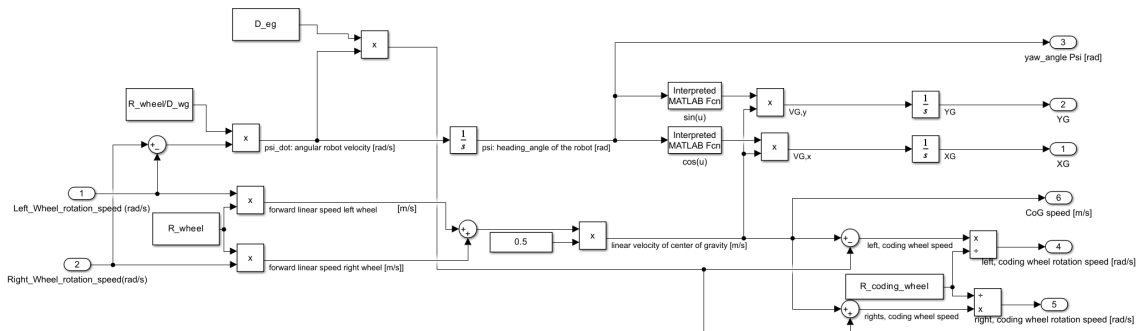 D_eg
x
3
yaw_angle Psi [rad]
R_wheel/D_wg
Interpreted
MATLAB Fcn
sin(u)
x
VG,y
1
s
YG
2
YG
x
psi_dot: angular robot velocity [rad/s]
1
s
psi: heading_angle of the robot [rad]
Interpreted
MATLAB Fcn
cos(u)
x
VG,x
1
s
XG
1
XG
+
−
1
Left_Wheel_rotation_speed (rad/s)
x
forward linear speed left wheel [m/s]
6
CoG speed [m/s]
R_wheel
+
+
0.5
x
linear velocity of center of gravity [m/s]
+
−
left, coding wheel speed
x
÷
4
left, coding wheel rotation speed [rad/s]
2
Right_Wheel_rotation_speed(rad/s)
x
forward linear speed right wheel [m/s]]
R_coding_wheel
+
+
rights, coding wheel speed
÷
x
5
right, coding wheel rotation speed [rad/s]